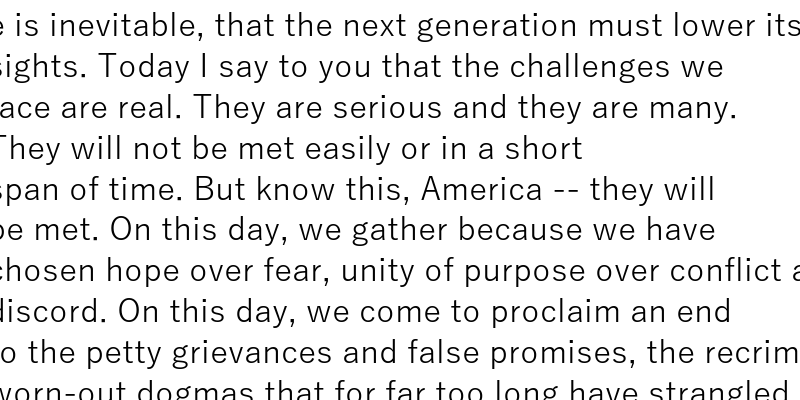 is inevitable, that the next generation must lower its
sights. Today I say to you that the challenges we
face are real. They are serious and they are many.
They will not be met easily or in a short
span of time. But know this, America -- they will
be met. On this day, we gather because we have
chosen hope over fear, unity of purpose over conflict
discord. On this day, we come to proclaim an end
to the petty grievances and false promises, the
worn-out dogmas that for far too long have strangled